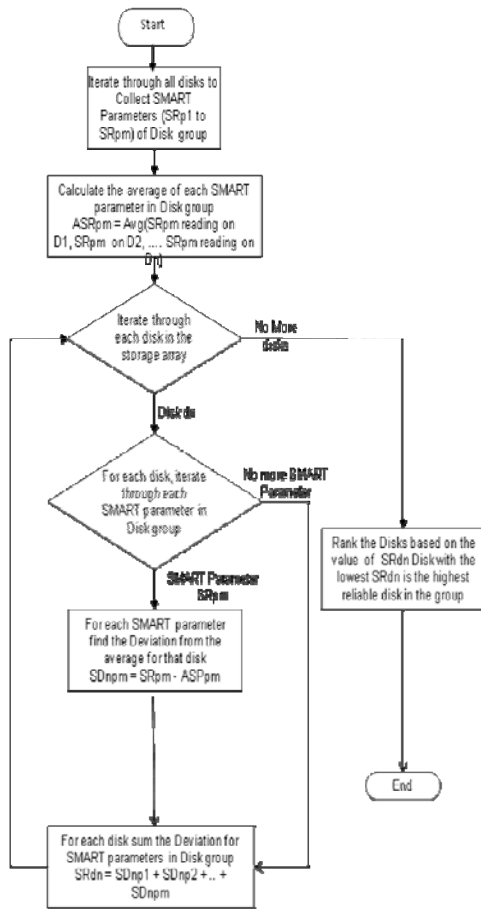 Start
Iterate through all disks to
Collect SMART
Parameters (SRp1 to
SRpm) of Disk group
Calculate the average of each SMART
parameter in Disk group
ASRpm = Avg(SRpm reading on
D1, SRpm on D2, .... SRpm reading on
Dn)
Iterate through
each disk in the
storage array
No More
disks
Disk dn
For each disk, iterate
through each
SMART parameter in
Disk group
No more SMART
Parameter
SMART Parameter
SRpm
For each SMART parameter
find the Deviation from the
average for that disk
SDnpm = SRpm - ASPpm
Rank the Disks based on the
value of SRdn Disk with the
lowest SRdn is the highest
reliable disk in the group
End
For each disk sum the Deviation for
SMART parameters in Disk group
SRdn = SDnp1 + SDnp2 + .. +
SDnpm